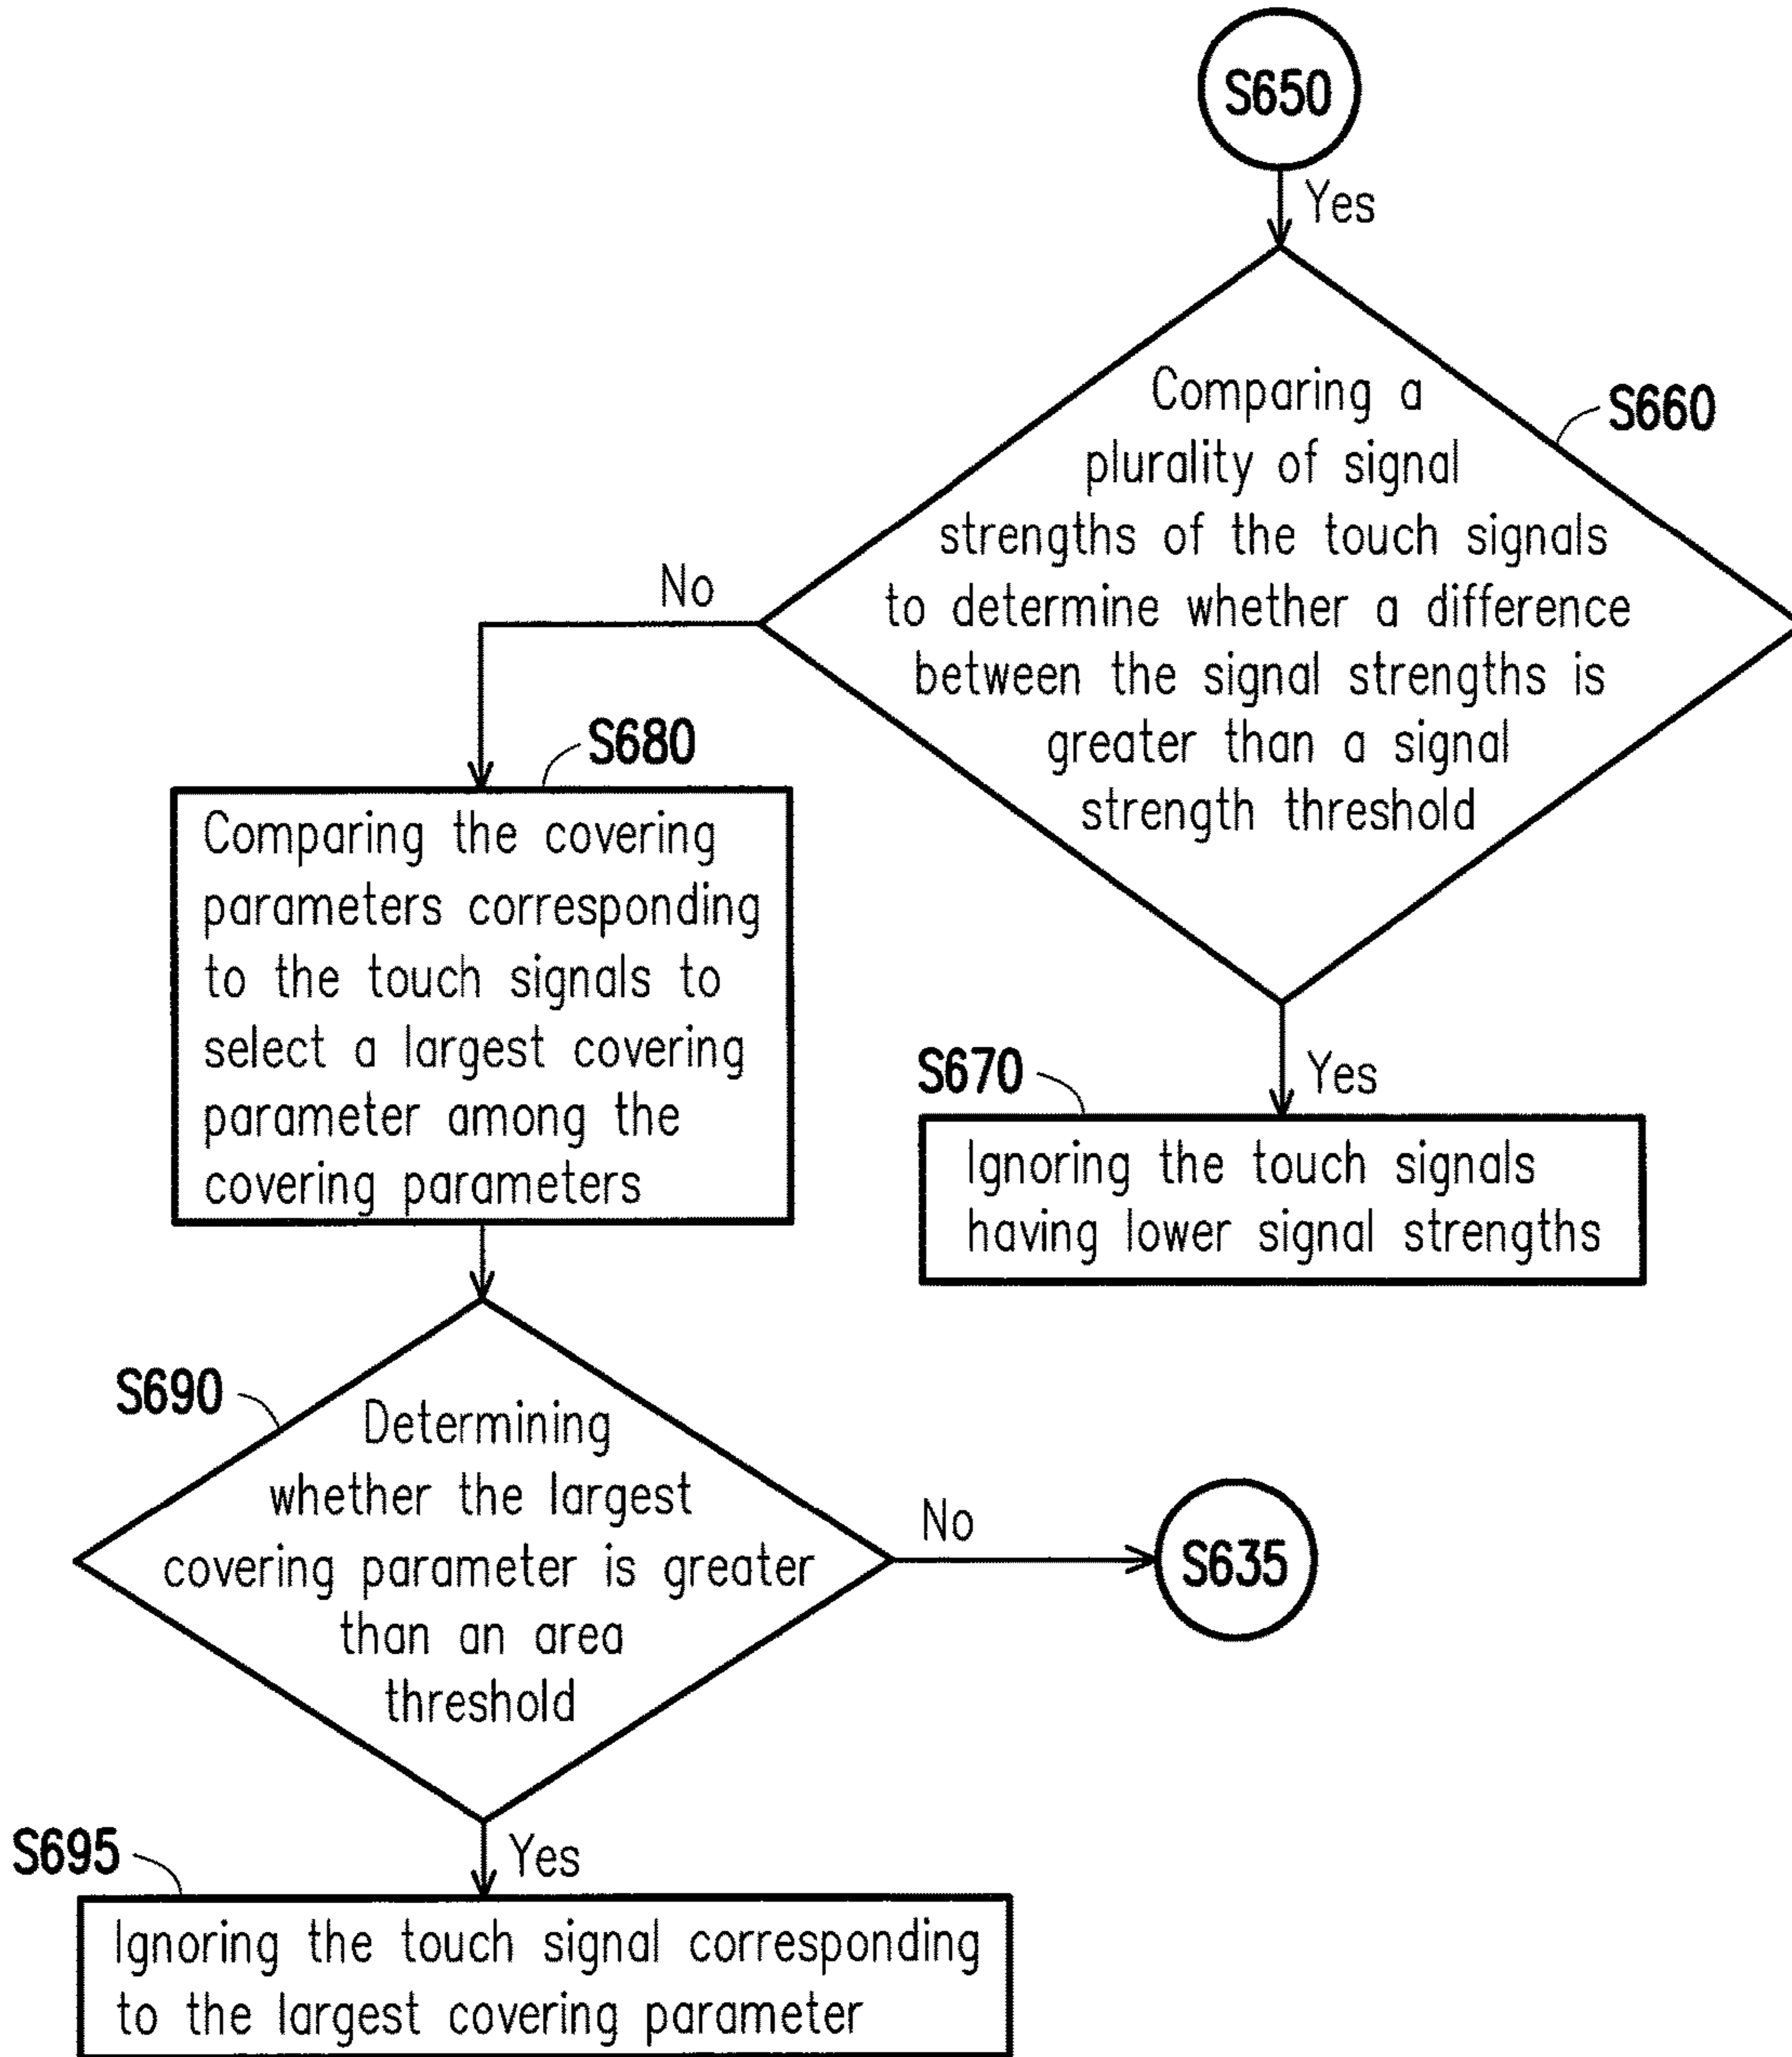 S650
Yes
Comparing a
plurality of signal
strengths of the touch signals
to determine whether a difference
between the signal strengths is
greater than a signal
strength threshold
S660
No
Yes
S670
Ignoring the touch signals
having lower signal strengths
S680
Comparing the covering
parameters corresponding
to the touch signals to
select a largest covering
parameter among the
covering parameters
S690
Determining
whether the largest
covering parameter is greater
than an area
threshold
No
S635
Yes
S695
Ignoring the touch signal corresponding
to the largest covering parameter